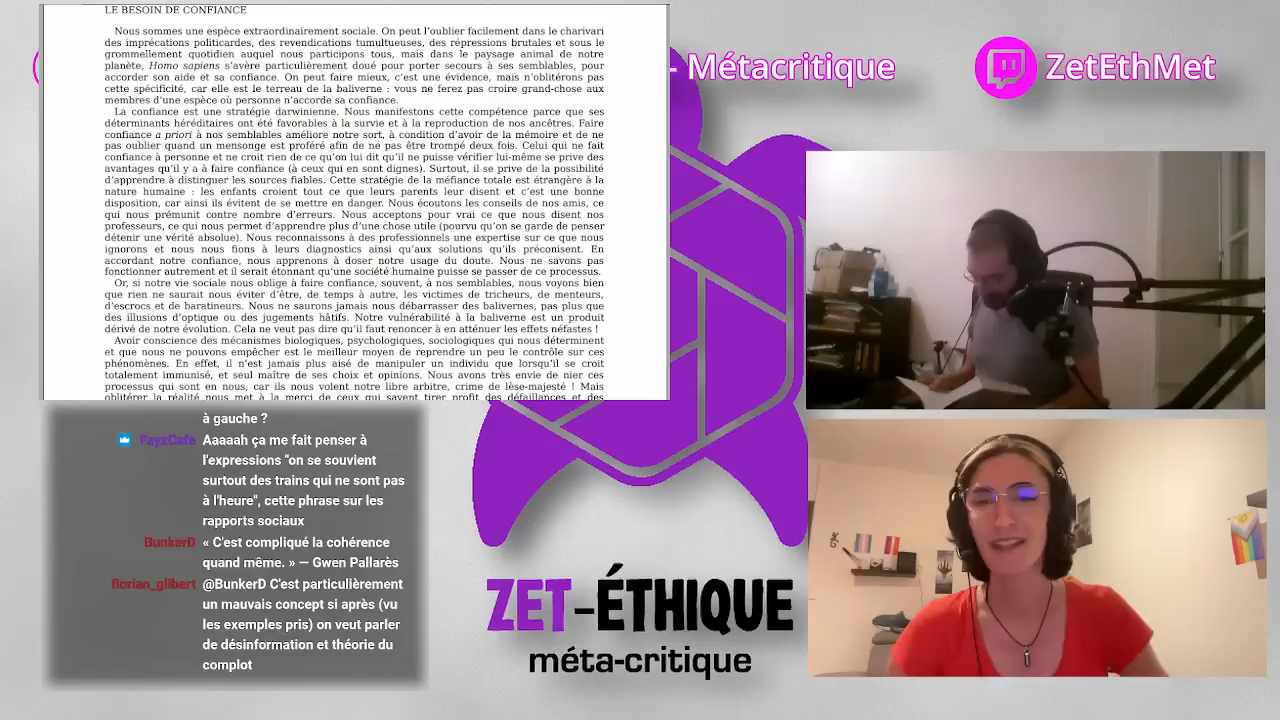 LE BESOIN DE CONFIANCE
Nous sommes une espèce extraordinairement sociale. On peut l'oublier facilement dans le charivari
des imprécations politicardes, des revendications tumultueuses, des répressions brutales et sous le
grommellement quotidien auquel nous participons tous, mais dans le paysage animal de notre
planète, Homo sapiens s'avère particulièrement doué pour porter secours à ses semblables, pour
accorder son aide et sa confiance. On peut faire mieux, c'est une évidence, mais n'oblitérons pas
cette spécificité, car elle est le terreau de la baliverne : vous ne ferez pas croire grand-chose aux
membres d'une espèce où personne n'accorde sa confiance.
La confiance est une stratégie darwinienne. Nous manifestons cette compétence parce que ses
déterminants héréditaires ont été favorables à la survie et à la reproduction de nos ancêtres. Faire
confiance a priori à nos semblables améliore notre sort, à condition d'avoir de la mémoire et de ne
pas oublier quand un mensonge est proféré afin de ne pas être trompé deux fois. Celui qui ne fait
confiance à personne et ne croit rien de ce qu'on lui dit qu'il ne puisse vérifier lui-même se prive des
avantages qu'il y a à faire confiance (à ceux qui en sont dignes). Surtout, il se prive de la possibilité
d'apprendre à distinguer les sources fiables. Cette stratégie de la méfiance totale est étrangère à la
nature humaine : les enfants croient tout ce que leurs parents leur disent et c'est une bonne
disposition, car ainsi ils évitent de se mettre en danger. Nous écoutons les conseils de nos amis, ce
qui nous prémunit contre nombre d'erreurs. Nous acceptons pour vrai ce que nous disent nos
professeurs, ce qui nous permet d'apprendre plus d'une chose utile (pourvu qu'on se garde de penser
détenir une vérité absolue). Nous reconnaissons à des professionnels une expertise sur ce que nous
ignorons et nous nous fions à leurs diagnostics ainsi qu'aux solutions qu'ils préconisent. En
accordant notre confiance, nous apprenons à doser notre usage du doute. Nous ne savons pas
fonctionner autrement et il serait étonnant qu'une société humaine puisse se passer de ce processus.
Or, si notre vie sociale nous oblige à faire confiance, souvent, à nos semblables, nous voyons bien
que rien ne saurait nous éviter d'être, de temps à autre, les victimes de tricheurs, de menteurs,
d'escrocs et de baratineurs. Nous ne saurons jamais nous débarrasser des balivernes, pas plus que
des illusions d'optique ou des jugements hâtifs. Notre vulnérabilité à la baliverne est un produit
dérivé de notre évolution. Cela ne veut pas dire qu'il faut renoncer à en atténuer les effets néfastes !
Avoir conscience des mécanismes biologiques, psychologiques, sociologiques qui nous déterminent
et que nous ne pouvons empêcher est le meilleur moyen de reprendre un peu le contrôle sur ces
phénomènes. En effet, il n'est jamais plus aisé de manipuler un individu que lorsqu'il se croit
totalement immunisé, et seul maître de ses choix et opinions. Nous avons très envie de nier ces
processus qui sont en nous, car ils nous volent notre libre arbitre, crime de lèse-majesté ! Mais
oblitérer la réalité nous met à la merci de ceux qui savent tirer profit des défaillances et des
- Métacritique
ZetEthMet
à gauche ?
FayzCafe Aaaaah ça me fait penser à
l'expressions "on se souvient
surtout des trains qui ne sont pas
à l'heure", cette phrase sur les
rapports sociaux
BunkerD « C'est compliqué la cohérence
quand même. » — Gwen Pallarès
florian_glibert @BunkerD C'est particulièrement
un mauvais concept si après (vu
les exemples pris) on veut parler
de désinformation et théorie du
complot
ZET-ÉTHIQUE
méta-critique